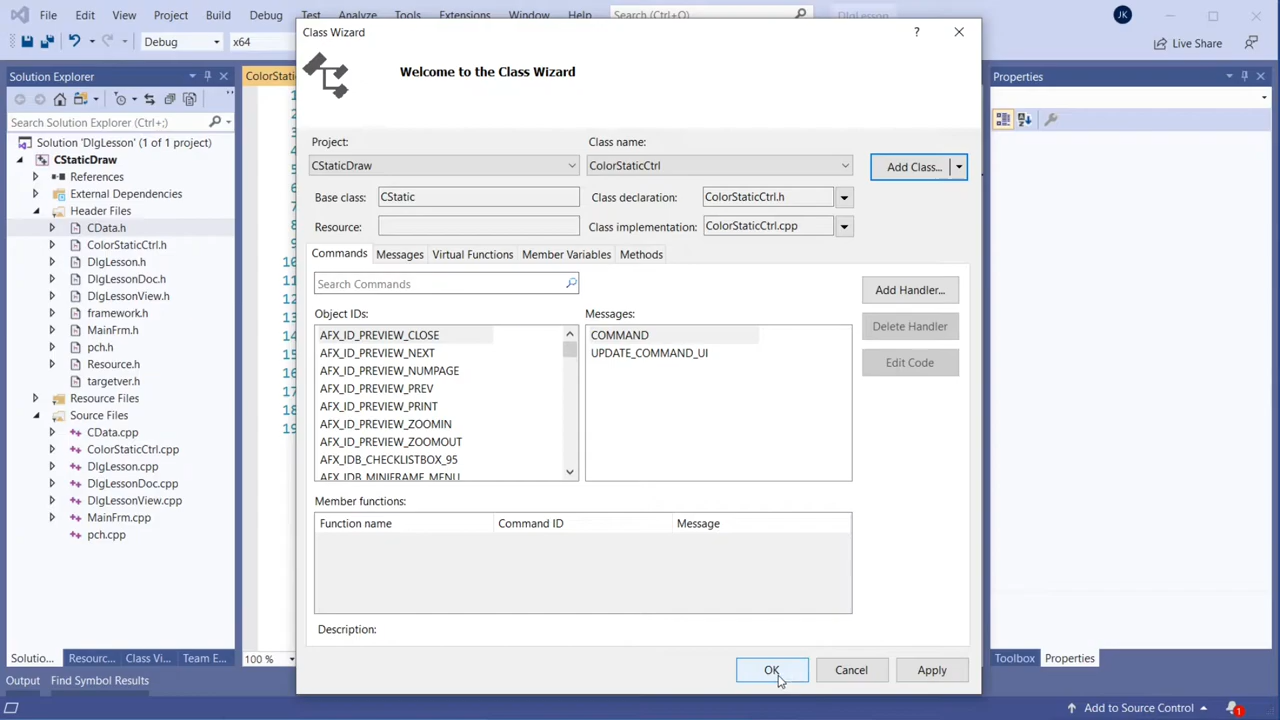 File Edit View Project Build Debug Test Analyze Tools Extensions Window Help Search (Ctrl+Q) DlgLesson JK
Debug x64 Live Share
Solution Explorer
Search Solution Explorer (Ctrl+;)
Solution 'DlgLesson' (1 of 1 project)
CStaticDraw
References
External Dependencies
Header Files
CData.h
ColorStaticCtrl.h
DlgLesson.h
DlgLessonDoc.h
DlgLessonView.h
framework.h
MainFrm.h
pch.h
Resource.h
targetver.h
Resource Files
Source Files
CData.cpp
ColorStaticCtrl.cpp
DlgLesson.cpp
DlgLessonDoc.cpp
DlgLessonView.cpp
MainFrm.cpp
pch.cpp
Solutio... Resourc... Class Vi... Team E...
Output Find Symbol Results
ColorStati
100 %
Class Wizard ?
Welcome to the Class Wizard
Project: Class name:
CStaticDraw ColorStaticCtrl Add Class...
Base class: CStatic Class declaration: ColorStaticCtrl.h
Resource: Class implementation: ColorStaticCtrl.cpp
Commands Messages Virtual Functions Member Variables Methods
Search Commands
Object IDs: Messages:
AFX_ID_PREVIEW_CLOSE COMMAND
AFX_ID_PREVIEW_NEXT UPDATE_COMMAND_UI
AFX_ID_PREVIEW_NUMPAGE
AFX_ID_PREVIEW_PREV
AFX_ID_PREVIEW_PRINT
AFX_ID_PREVIEW_ZOOMIN
AFX_ID_PREVIEW_ZOOMOUT
AFX_IDB_CHECKLISTBOX_95
AFX_IDB_MINIFRAME_MENU
Add Handler...
Delete Handler
Edit Code
Member functions:
Function name Command ID Message
Description:
OK Cancel Apply
Properties
Toolbox Properties
Add to Source Control 1